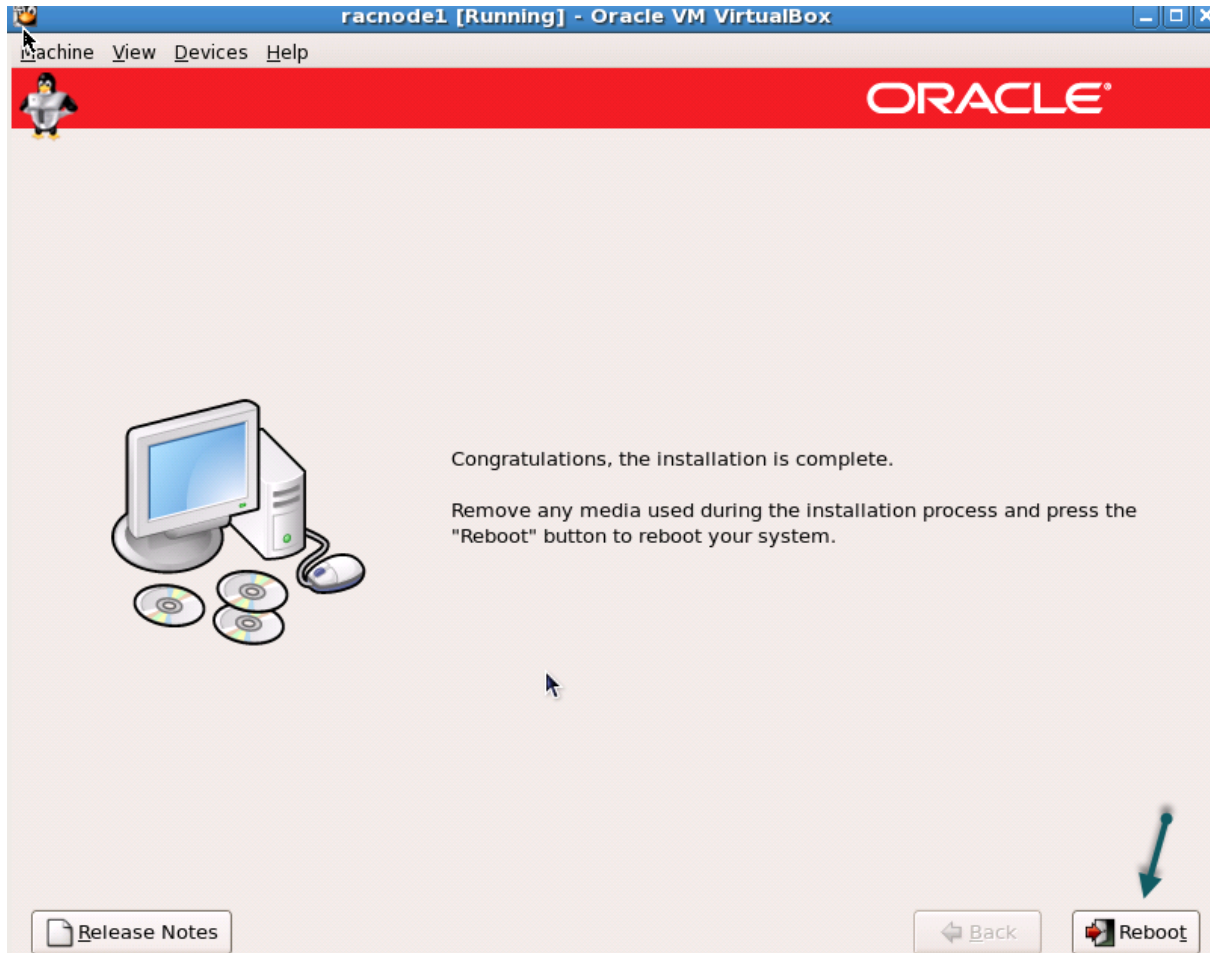 racnode1 [Running] - Oracle VM VirtualBox
Machine View Devices Help
ORACLE®
Congratulations, the installation is complete.
Remove any media used during the installation process and press the
"Reboot" button to reboot your system.
Release Notes
Back
Reboot